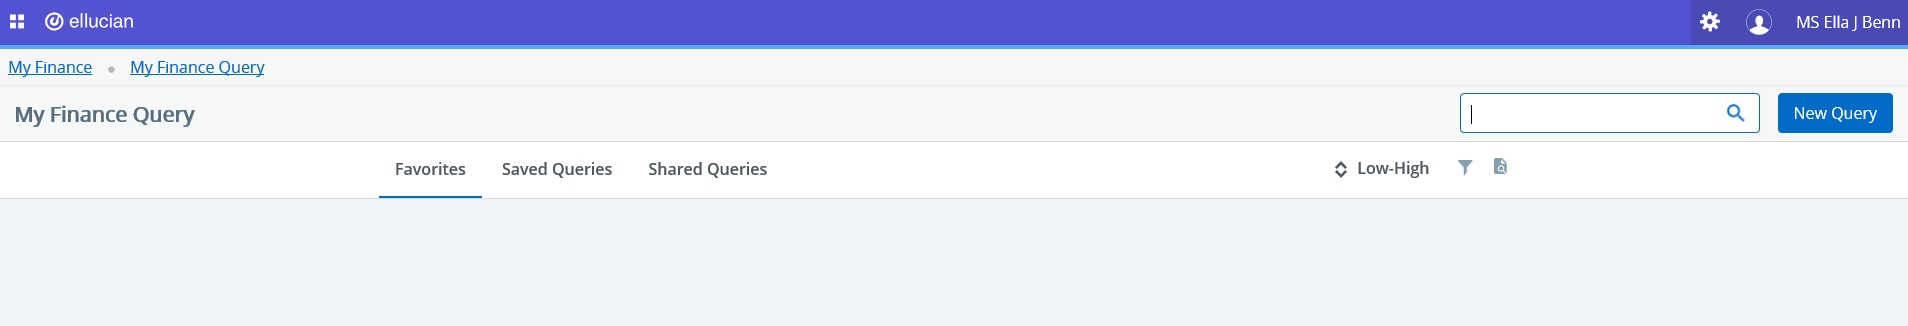 ellucian MS Ella J Benn
My Finance My Finance Query
My Finance Query New Query
Favorites Saved Queries Shared Queries Low-High